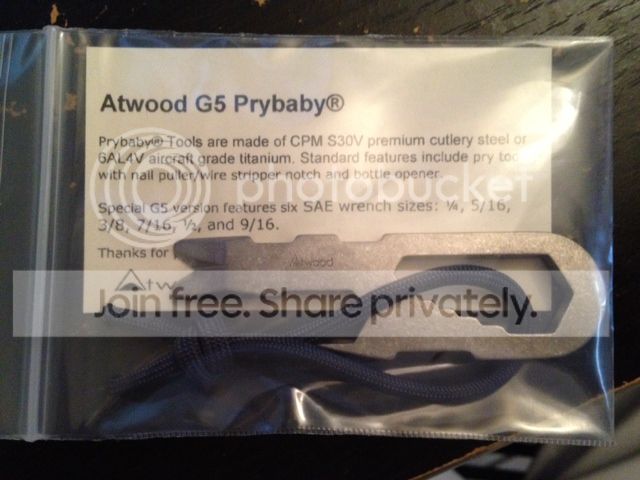 Atwood G5 Prybaby®
Prybaby® Tools are made of CPM S30V premium cutlery steel or
6AL4V aircraft grade titanium. Standard features include pry tool
with nail puller/wire stripper notch and bottle opener.
photobucket
Special G5 version features six SAE wrench sizes: ¼, 5/16,
3/8, 7/16, ½, and 9/16.
Thanks for
Atwood
Join free. Share privately.